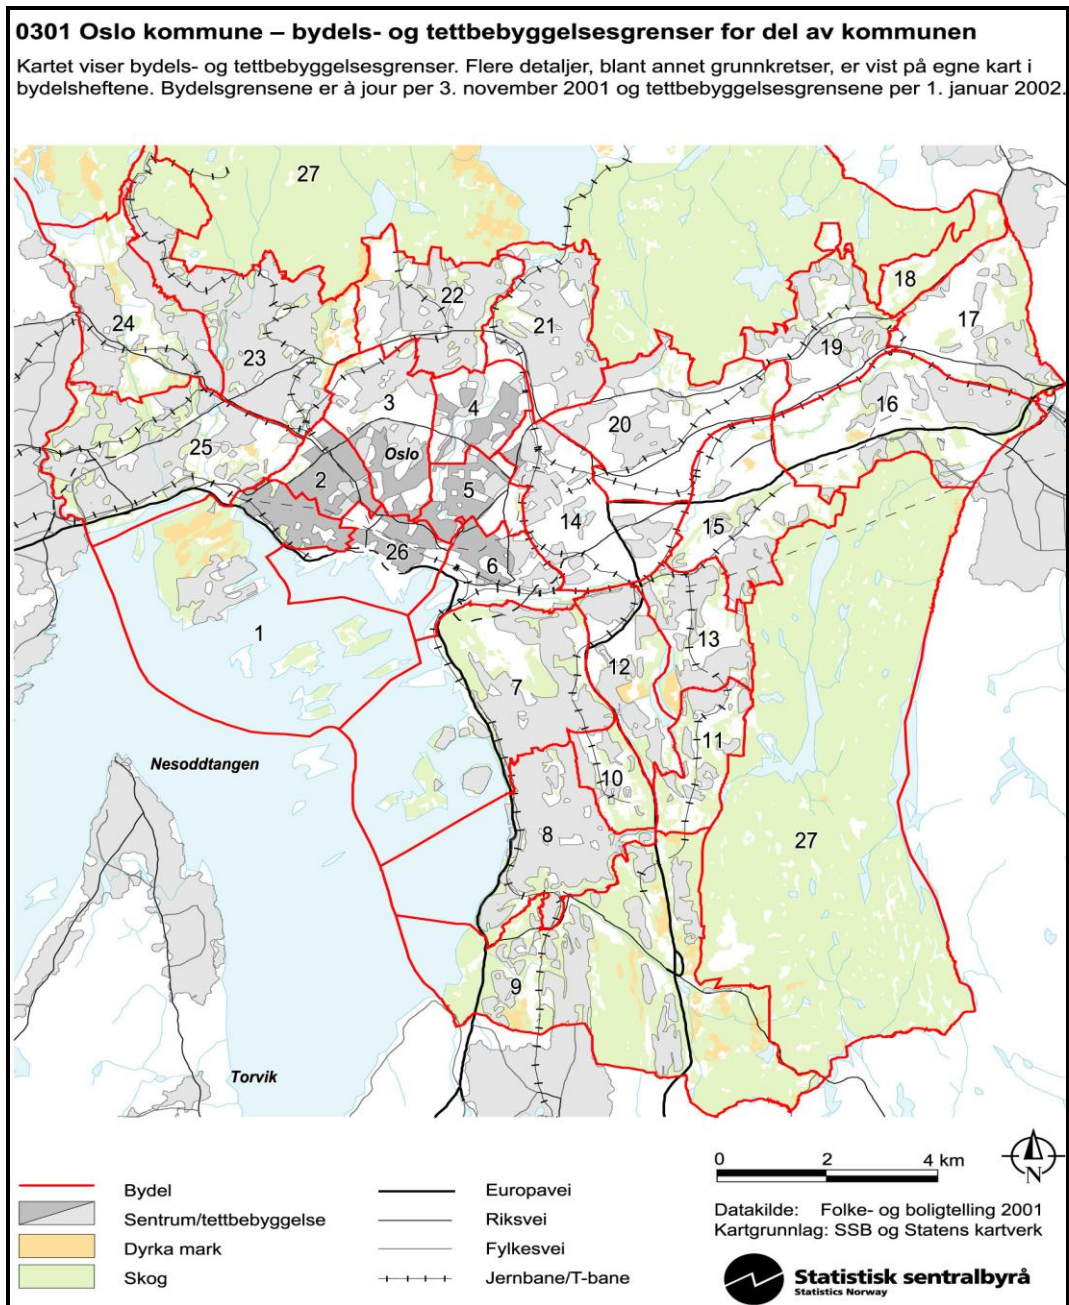 0301 Oslo kommune – bydels- og tettbebyggelsesgrenser for del av kommunen
Kartet viser bydels- og tettbebyggelsesgrenser. Flere detaljer, blant annet grunnkretser, er vist på egne kart i
bydelsheftene. Bydelsgrensene er à jour per 3. november 2001 og tettbebyggelsesgrensene per 1. januar 2002.
27
18
22
17
24
21
19
23
3
4
16
20
25
Oslo
2
5
14
15
26
6
1
13
12
7
11
Nesoddtangen
10
8
27
9
Torvik
0 2 4 km
N
Bydel
Sentrum/tettbebyggelse
Dyrka mark
Skog
Europavei
Riksvei
Fylkesvei
Jernbane/T-bane
Datakilde: Folke- og boligtelling 2001
Kartgrunnlag: SSB og Statens kartverk
Statistisk sentralbyrå
Statistics Norway